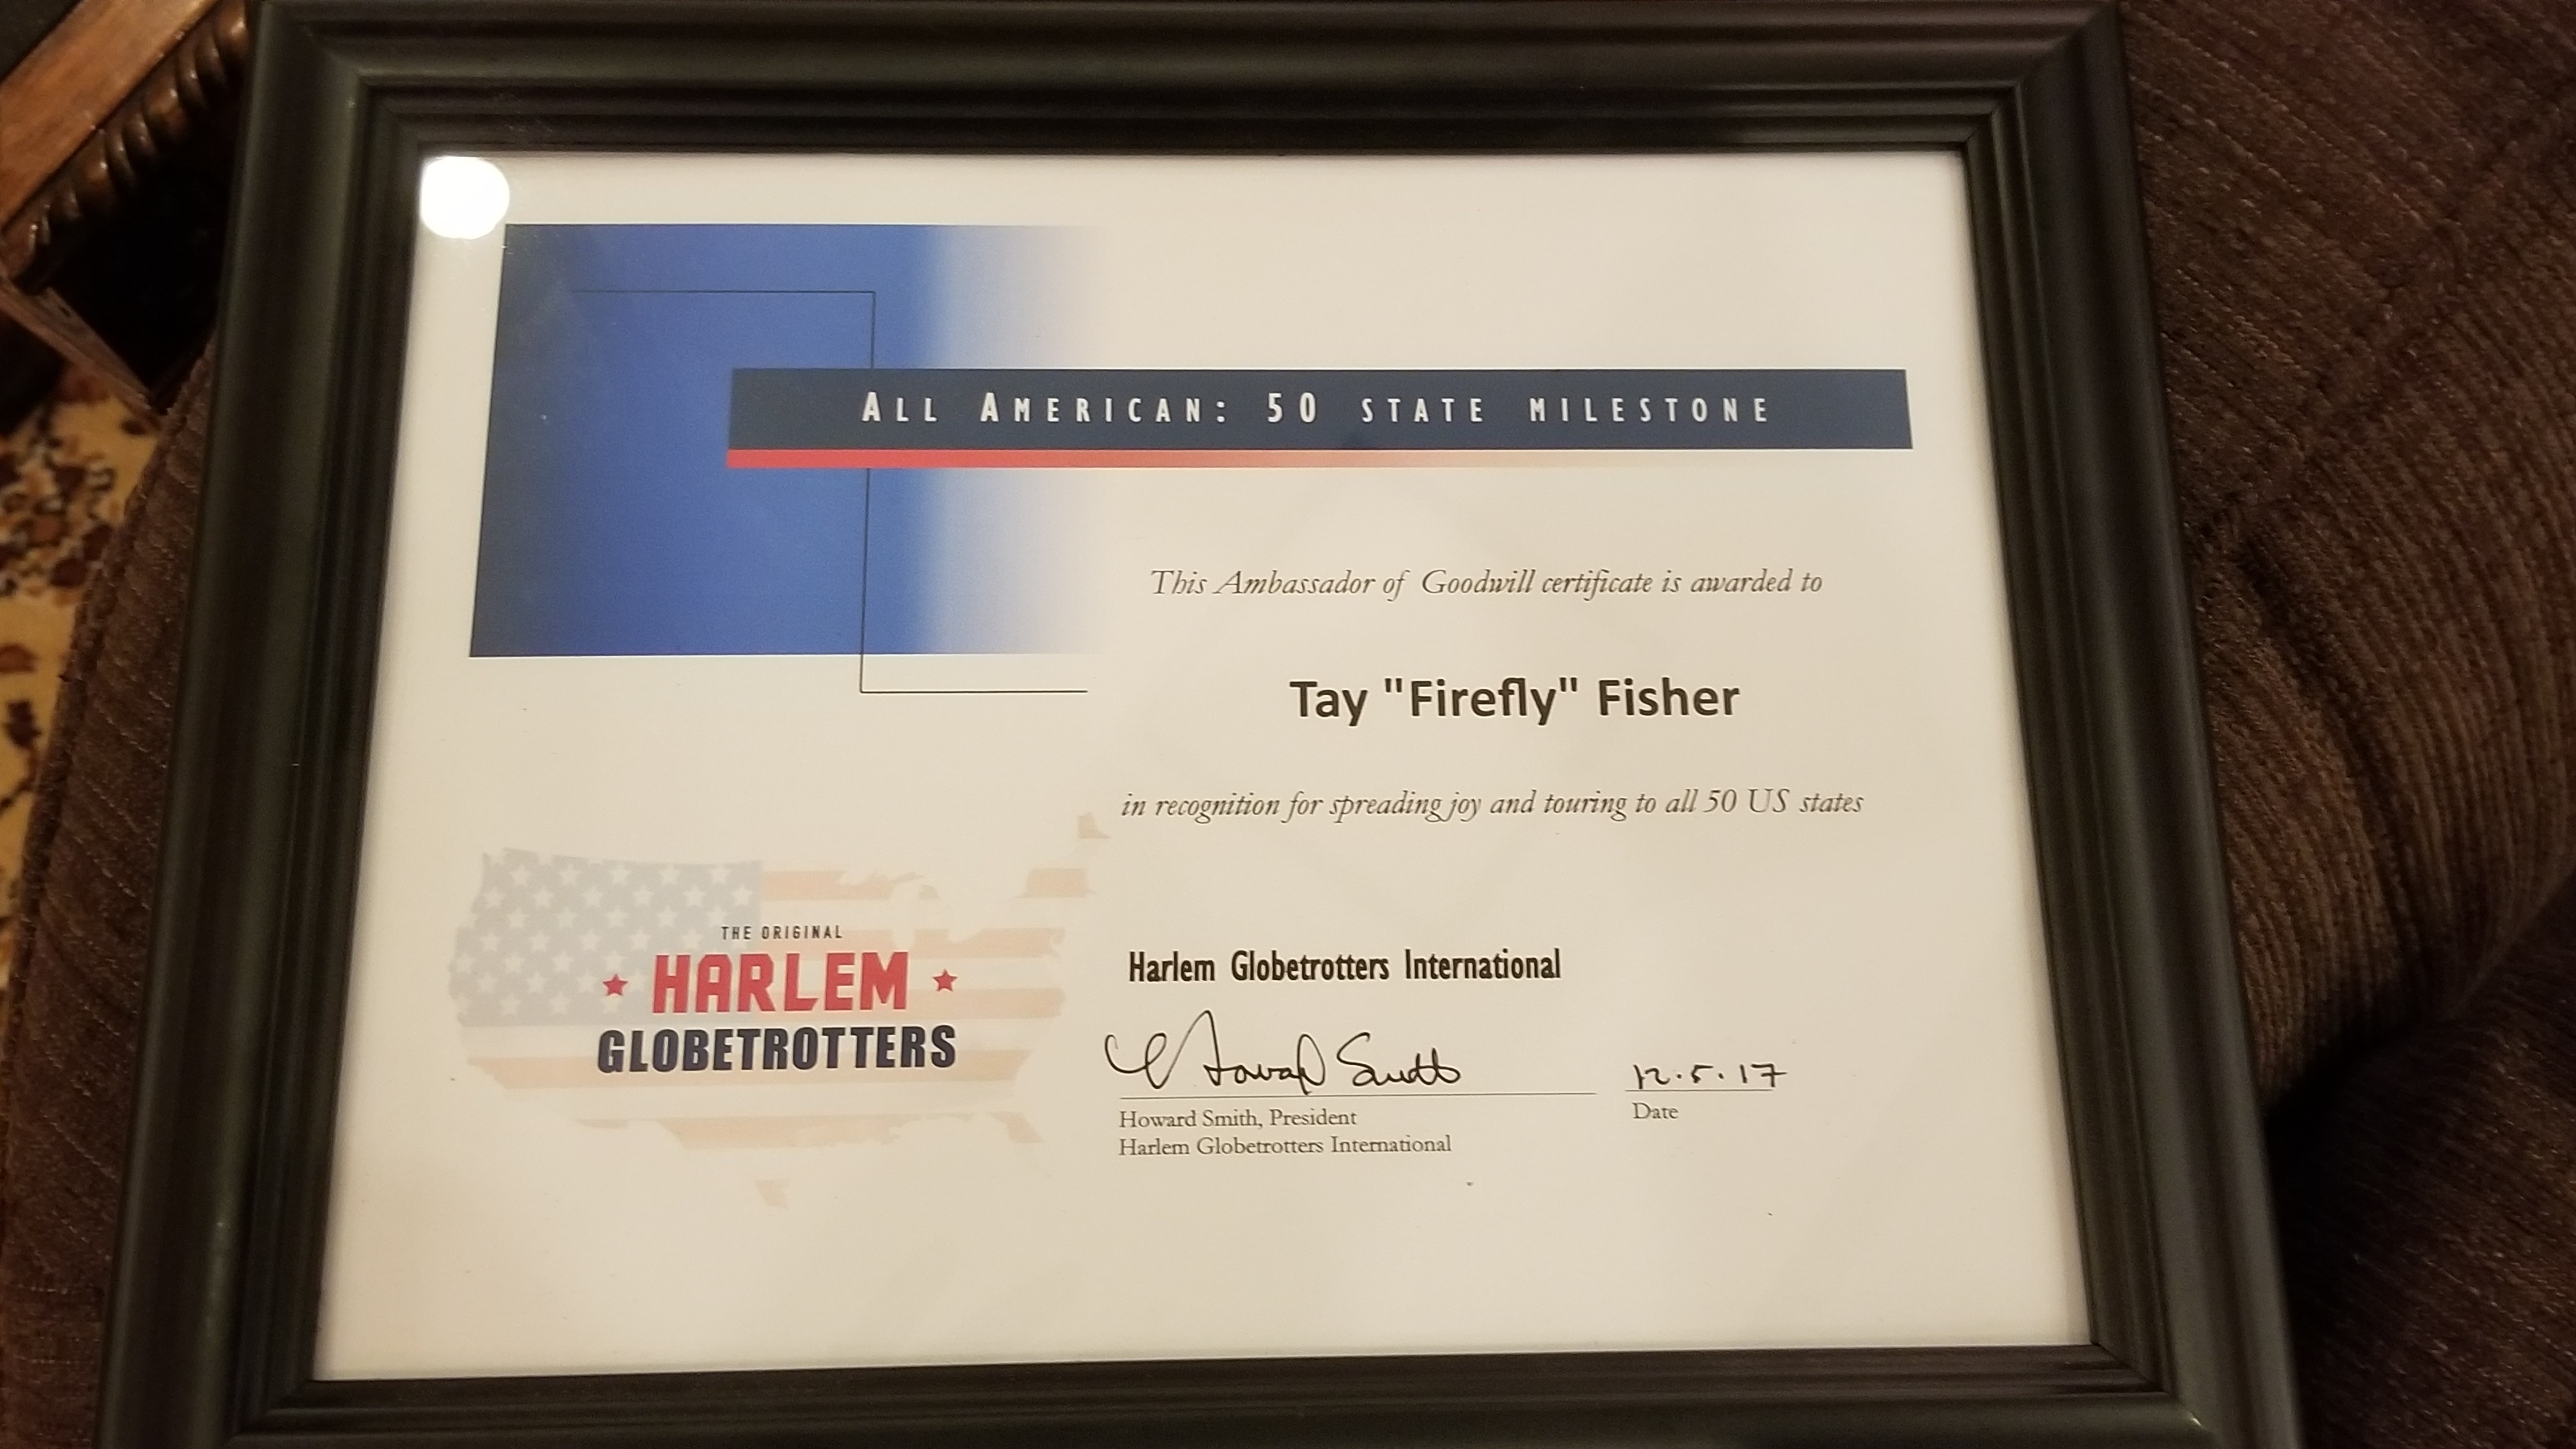 All American: 50 state milestone
This Ambassador of Goodwill certificate is awarded to
Tay "Firefly" Fisher
in recognition for spreading joy and touring to all 50 US states
THE ORIGINAL
HARLEM
GLOBETROTTERS
Harlem Globetrotters International
Howard Smith
12.5.17
Howard Smith, President
Date
Harlem Globetrotters International